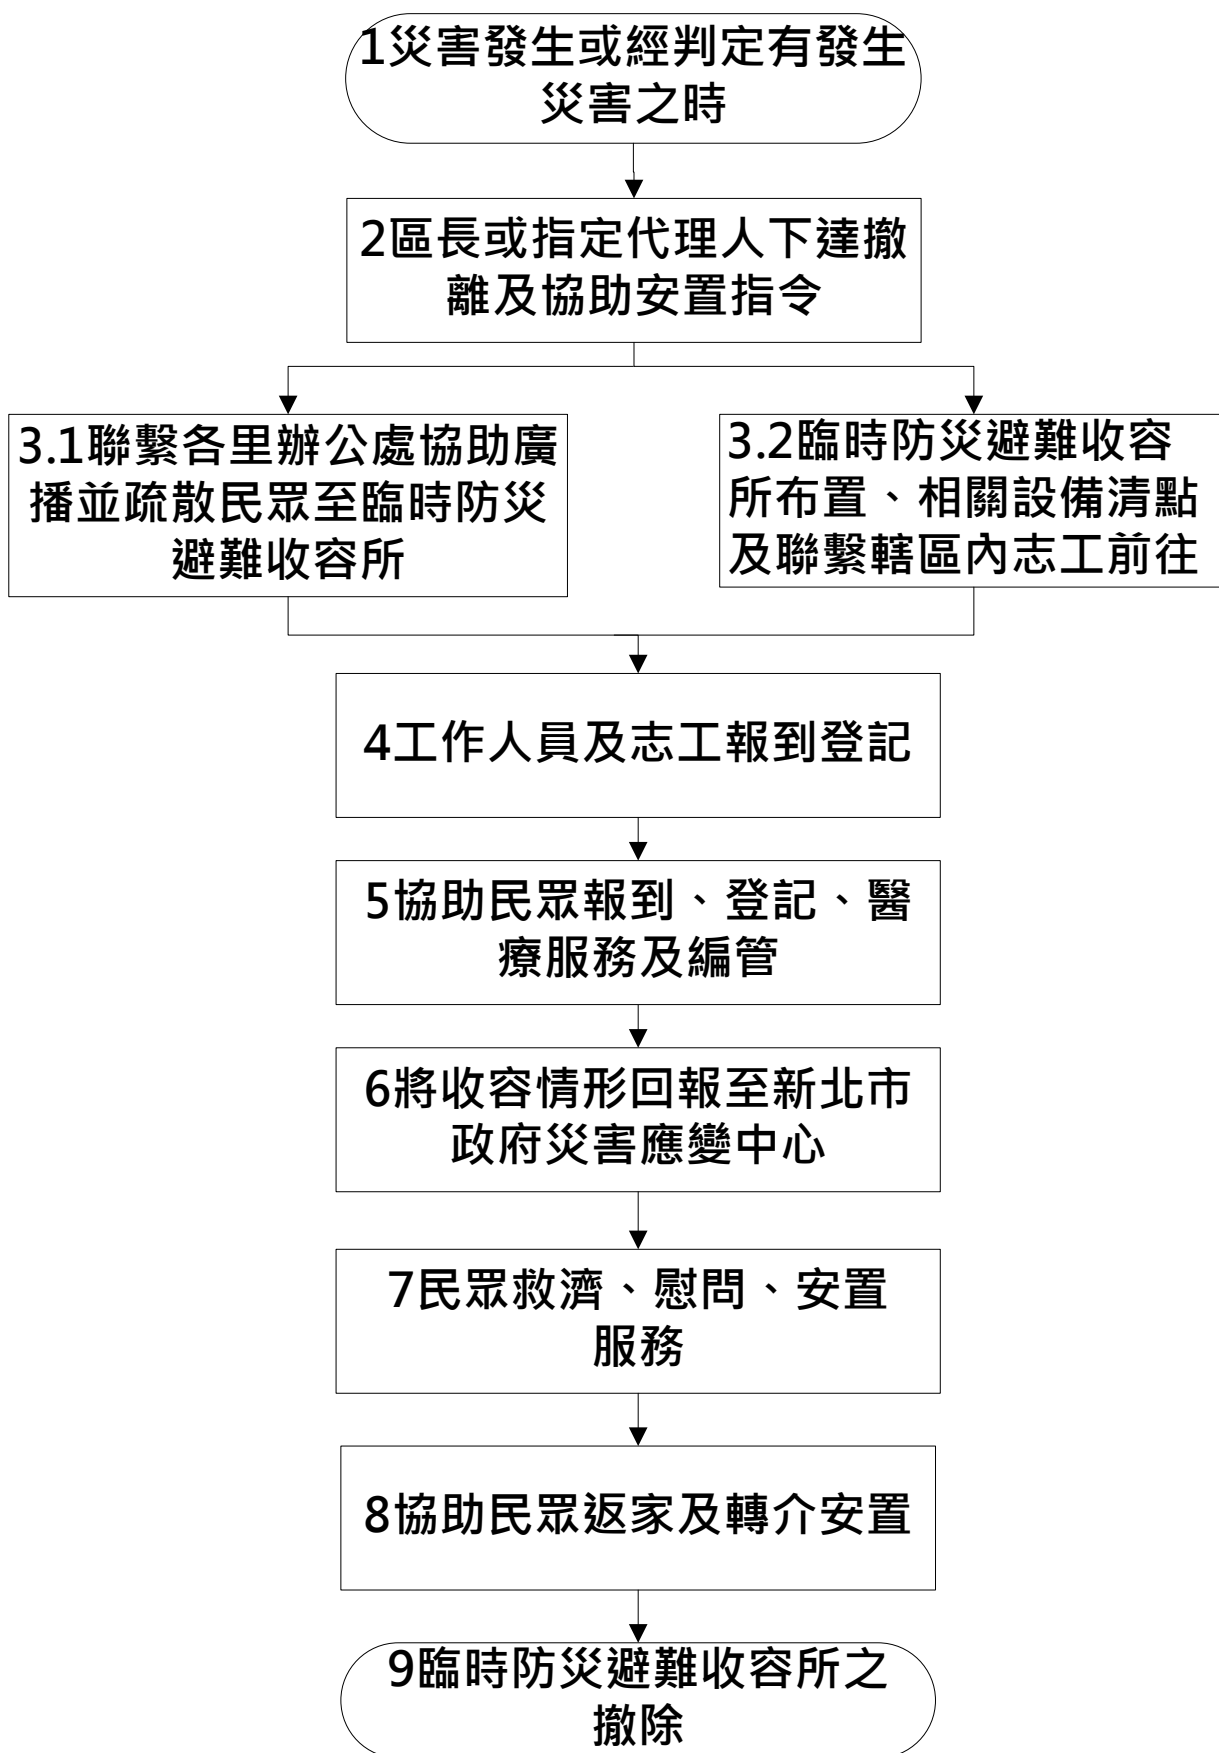 1災害發生或經判定有發生
災害之時
2區長或指定代理人下達撤
離及協助安置指令
3.1聯繫各里辦公處協助廣
播並疏散民眾至臨時防災
避難收容所
3.2臨時防災避難收容
所布置、相關設備清點
及聯繫轄區內志工前往
4工作人員及志工報到登記
5協助民眾報到、登記、醫
療服務及編管
6將收容情形回報至新北市
政府災害應變中心
7民眾救濟、慰問、安置
服務
8協助民眾返家及轉介安置
9臨時防災避難收容所之
撤除